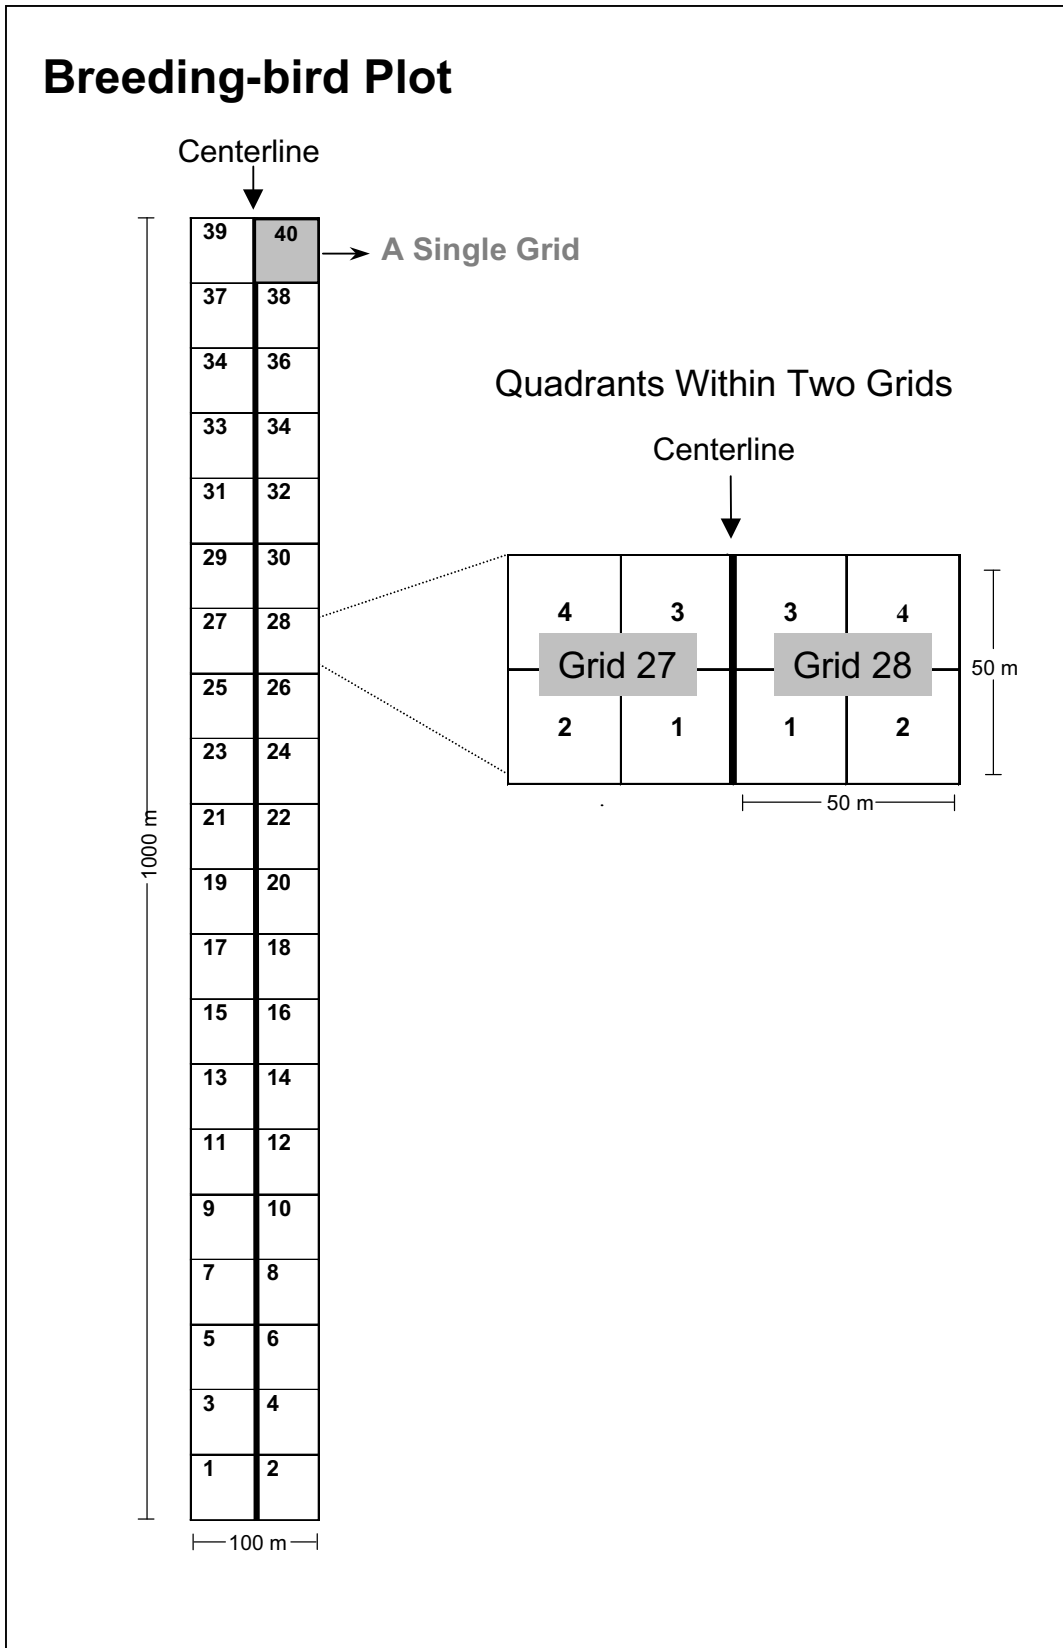 Breeding-bird Plot
Centerline
39 40
A Single Grid
37 38
34 36
33 34
31 32
29 30
27 28
25 26
23 24
21 22
19 20
17 18
15 16
13 14
11 12
9 10
7 8
5 6
3 4
1 2
1000 m
100 m
Quadrants Within Two Grids
Centerline
4 3 3 4
Grid 27 Grid 28
2 1 1 2
50 m
50 m